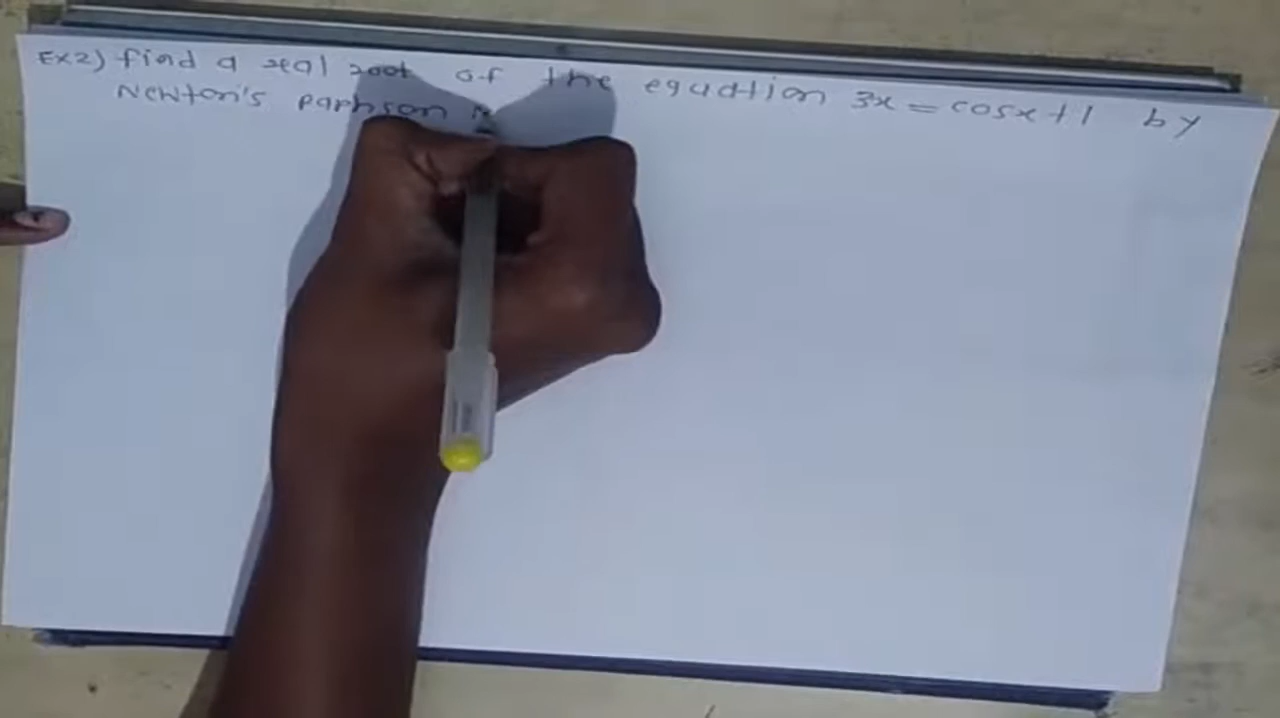 Ex2) find a real root of the equation 3x = cosx + 1 by
Newton's Raphson